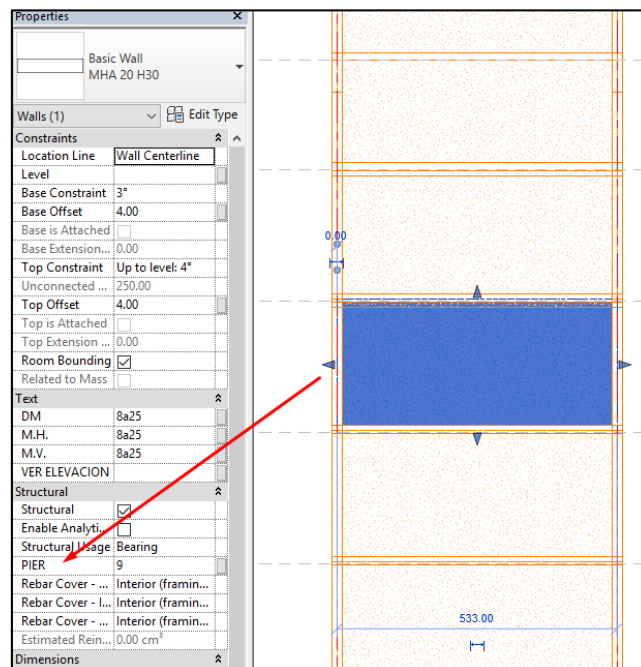 Properties ×
Basic Wall
MHA 20 H30
Walls (1) Edit Type
Constraints
Location Line Wall Centerline
Level
Base Constraint 3°
Base Offset 4.00
Base is Attached
Base Extension... 0.00
Top Constraint Up to level: 4°
Unconnected ... 250.00
Top Offset 4.00
Top is Attached
Top Extension ... 0.00
Room Bounding
Related to Mass
Text
DM 8a25
M.H. 8a25
M.V. 8a25
VER ELEVACION
Structural
Structural
Enable Analyti...
Structural Usage Bearing
PIER 9
Rebar Cover - ... Interior (framin...
Rebar Cover - I... Interior (framin...
Rebar Cover - ... Interior (framin...
Estimated Rein... 0.00 cm³
Dimensions
0.00
533.00